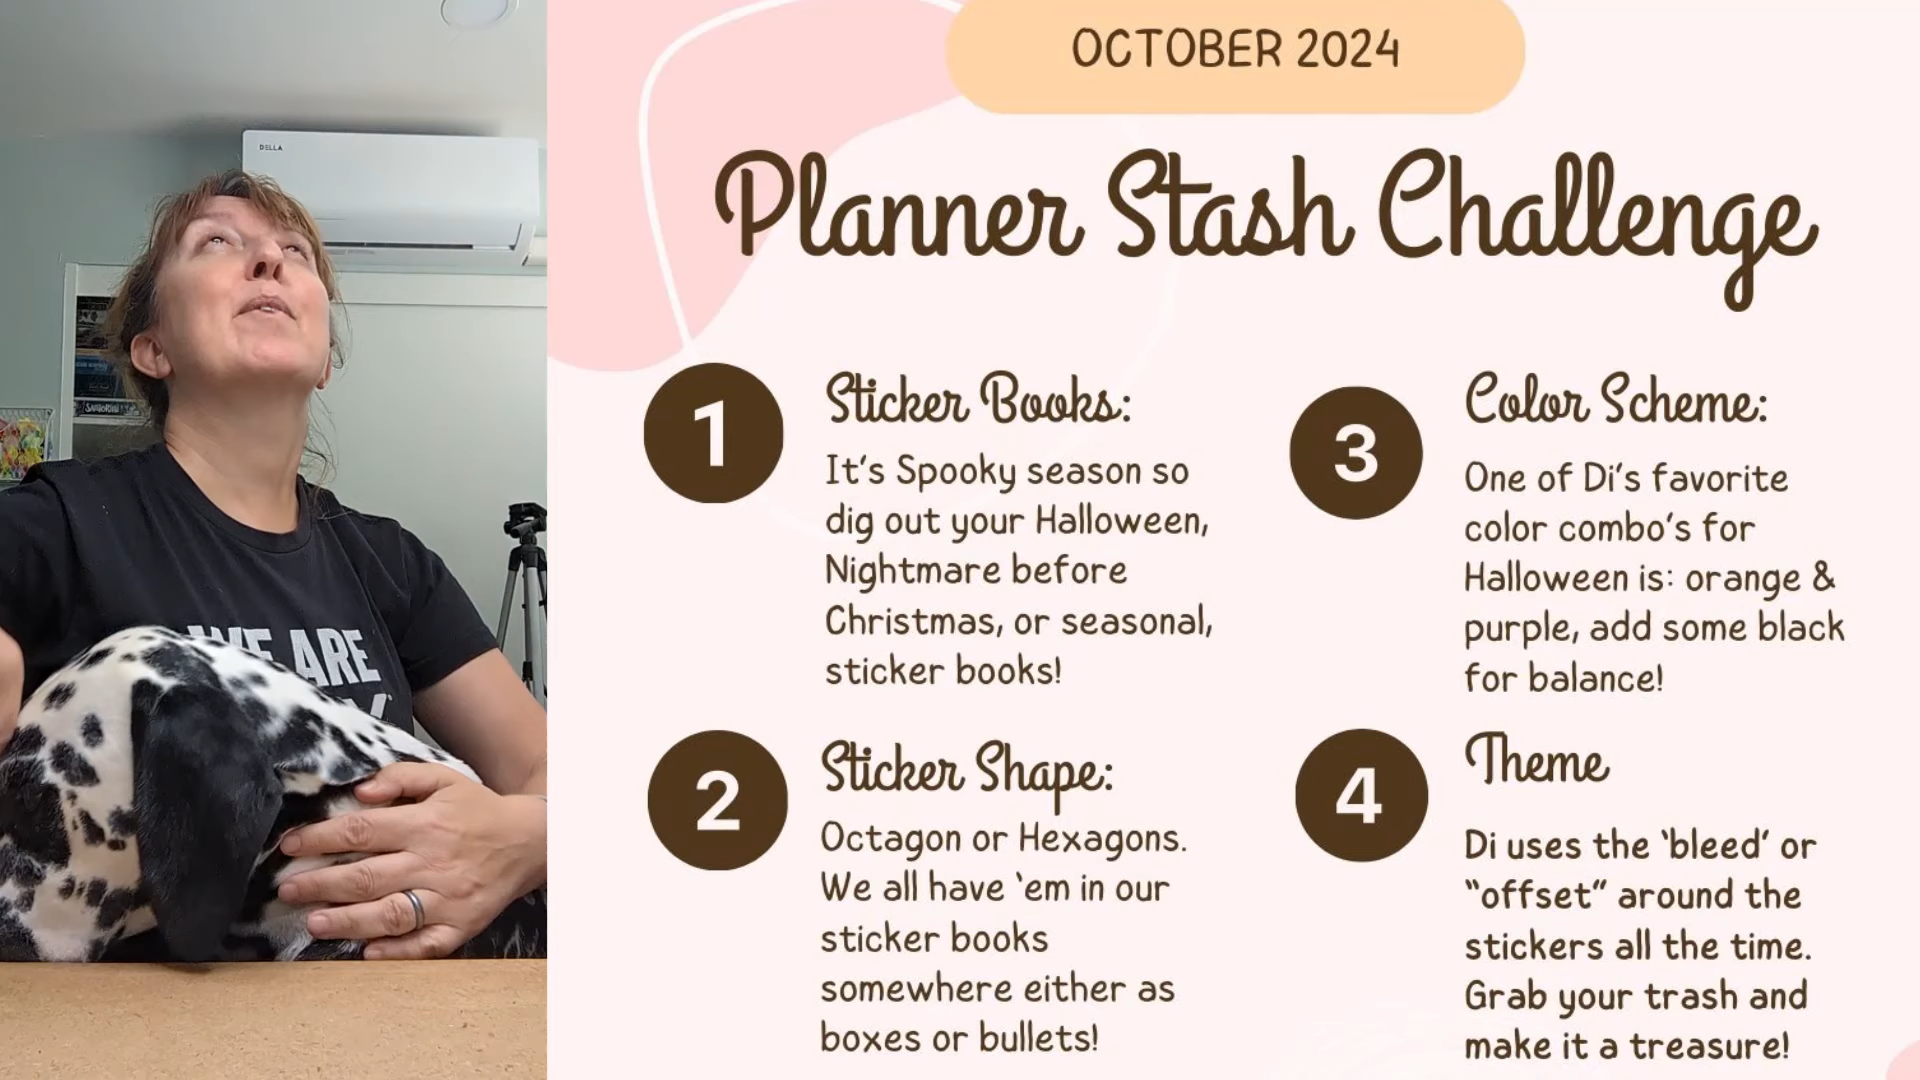 DELLA
WE ARE
OCTOBER 2024
Planner Stash Challenge
1
Sticker Books:
It's Spooky season so
dig out your Halloween,
Nightmare before
Christmas, or seasonal,
sticker books!
2
Sticker Shape:
Octagon or Hexagons.
We all have 'em in our
sticker books
somewhere either as
boxes or bullets!
3
Color Scheme:
One of Di's favorite
color combo's for
Halloween is: orange &
purple, add some black
for balance!
4
Theme
Di uses the 'bleed' or
"offset" around the
stickers all the time.
Grab your trash and
make it a treasure!